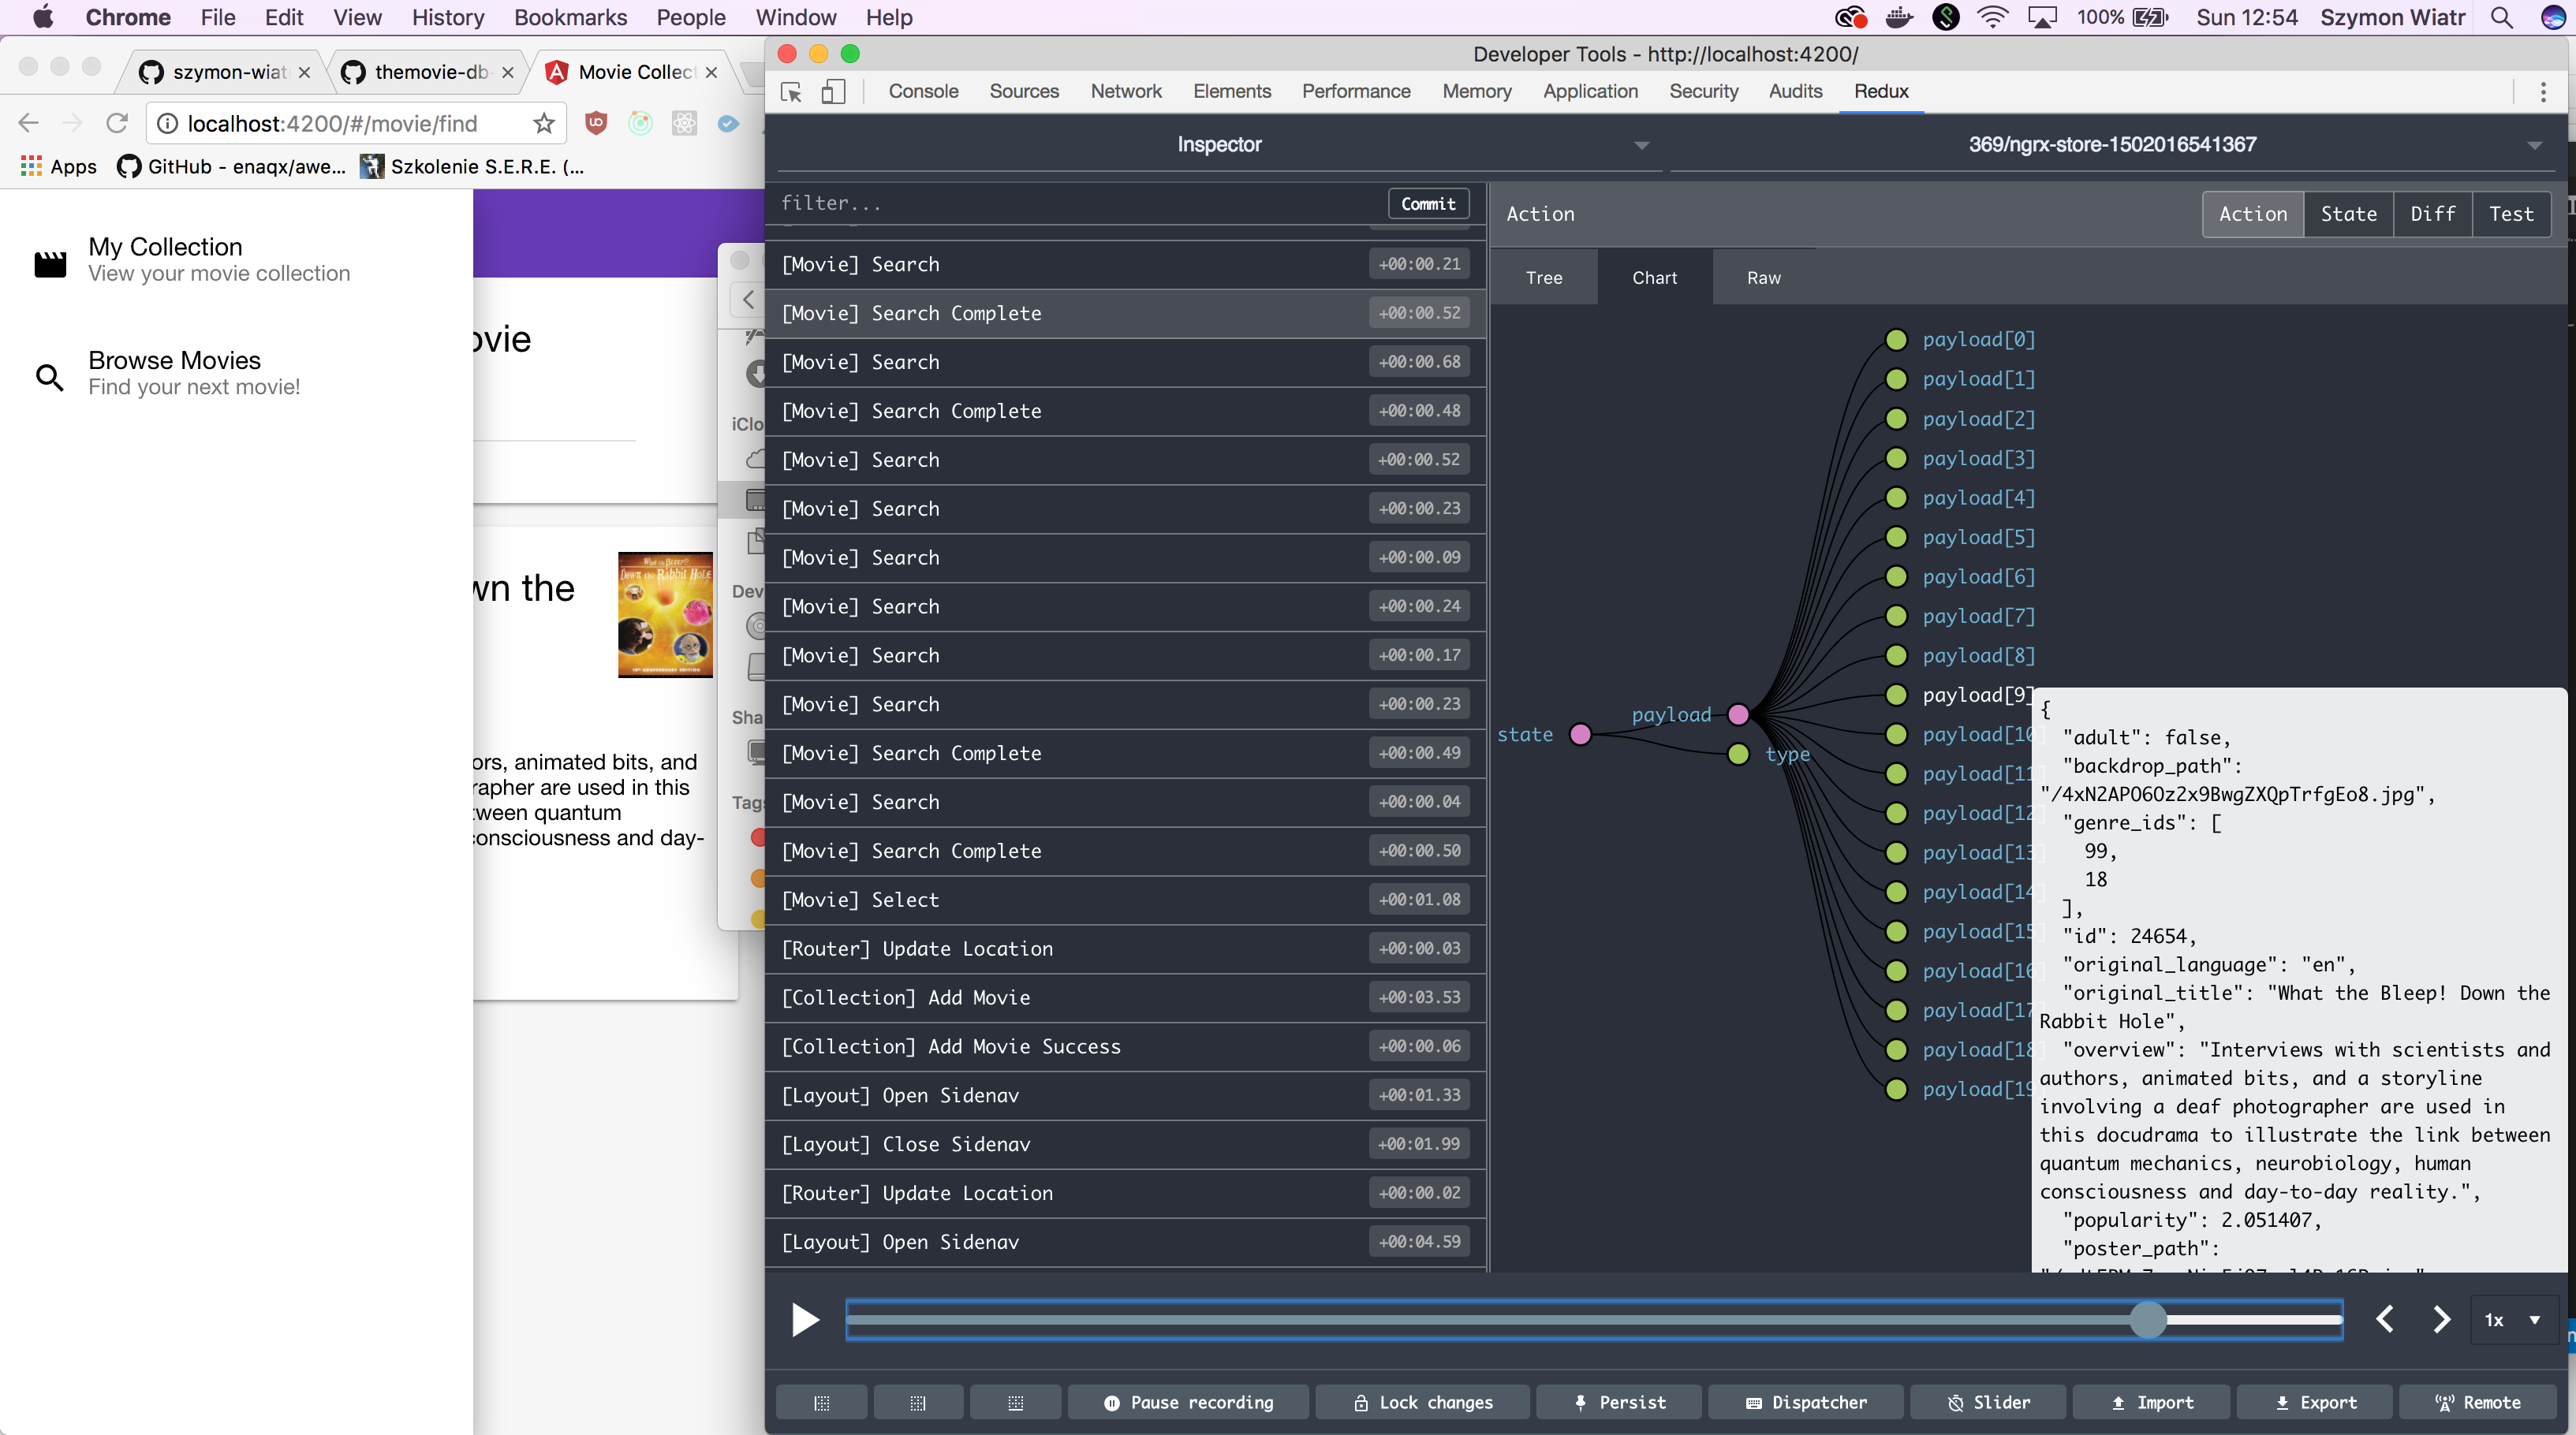 Chrome File Edit View History Bookmarks People Window Help 100% Sun 12:54 Szymon Wiatr
szymon-wiat themovie-db Movie Collect
localhost:4200/#/movie/find
Apps GitHub - enaqx/awe... Szkolenie S.E.R.E. (...
My Collection
View your movie collection
Browse Movies
Find your next movie!
ovie
wn the
What the Bleep!?
Down the Rabbit Hole
ors, animated bits, and
rapher are used in this
tween quantum
consciousness and day-
iClo
Dev
Sha
Tag
Developer Tools - http://localhost:4200/
Console Sources Network Elements Performance Memory Application Security Audits Redux
Inspector 369/ngrx-store-1502016541367
filter... Commit
[Movie] Search +00:00.21
[Movie] Search Complete +00:00.52
[Movie] Search +00:00.68
[Movie] Search Complete +00:00.48
[Movie] Search +00:00.52
[Movie] Search +00:00.23
[Movie] Search +00:00.09
[Movie] Search +00:00.24
[Movie] Search +00:00.17
[Movie] Search +00:00.23
[Movie] Search Complete +00:00.49
[Movie] Search +00:00.04
[Movie] Search Complete +00:00.50
[Movie] Select +00:01.08
[Router] Update Location +00:00.03
[Collection] Add Movie +00:03.53
[Collection] Add Movie Success +00:00.06
[Layout] Open Sidenav +00:01.33
[Layout] Close Sidenav +00:01.99
[Router] Update Location +00:00.02
[Layout] Open Sidenav +00:04.59
Action Action State Diff Test
Tree Chart Raw
state
payload
type
payload[0]
payload[1]
payload[2]
payload[3]
payload[4]
payload[5]
payload[6]
payload[7]
payload[8]
payload[9]
payload[10
payload[11
payload[12
payload[13
payload[14
payload[15
payload[16
payload[17
payload[18
payload[19
{
"adult": false,
"backdrop_path":
"/4xN2APO6Oz2x9BwgZXQpTrfgEo8.jpg",
"genre_ids": [
99,
18
],
"id": 24654,
"original_language": "en",
"original_title": "What the Bleep! Down the
Rabbit Hole",
"overview": "Interviews with scientists and
authors, animated bits, and a storyline
involving a deaf photographer are used in
this docudrama to illustrate the link between
quantum mechanics, neurobiology, human
consciousness and day-to-day reality.",
"popularity": 2.051407,
"poster_path":
1x
Pause recording Lock changes Persist Dispatcher Slider Import Export Remote